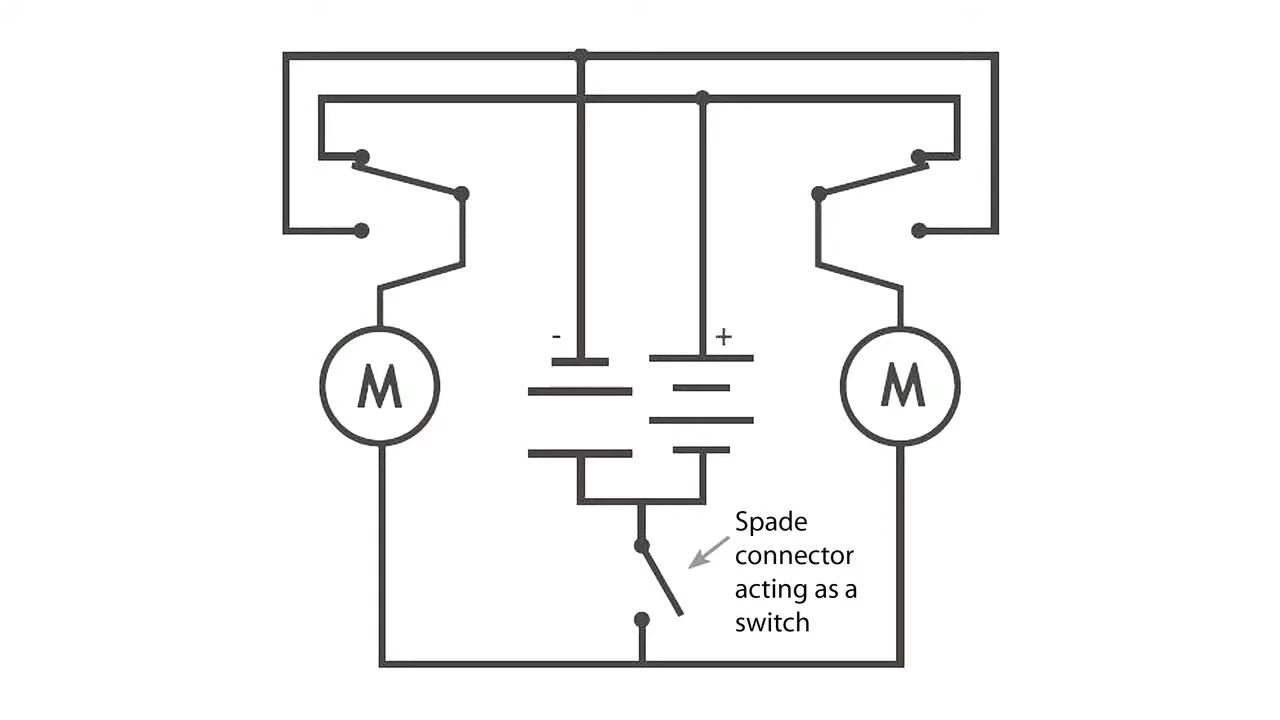 - +
M
M
Spade
connector
acting as a
switch